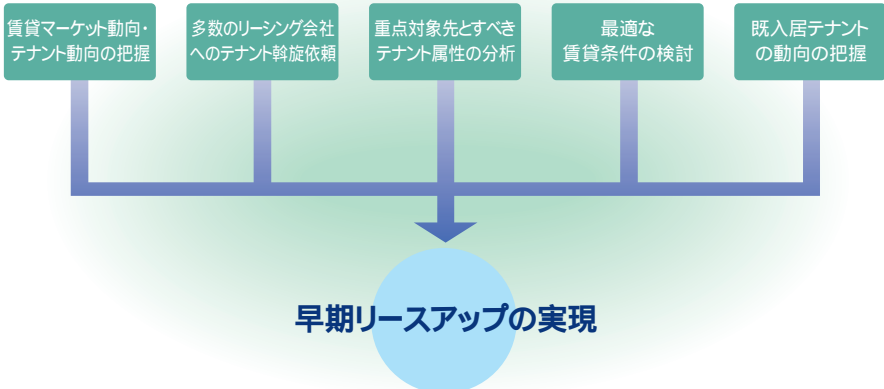 賃貸マーケット動向・
テナント動向の把握
多数のリーシング会社
へのテナント斡旋依頼
重点対象先とすべき
テナント属性の分析
最適な
賃貸条件の検討
既入居テナント
の動向の把握
早期リースアップの実現